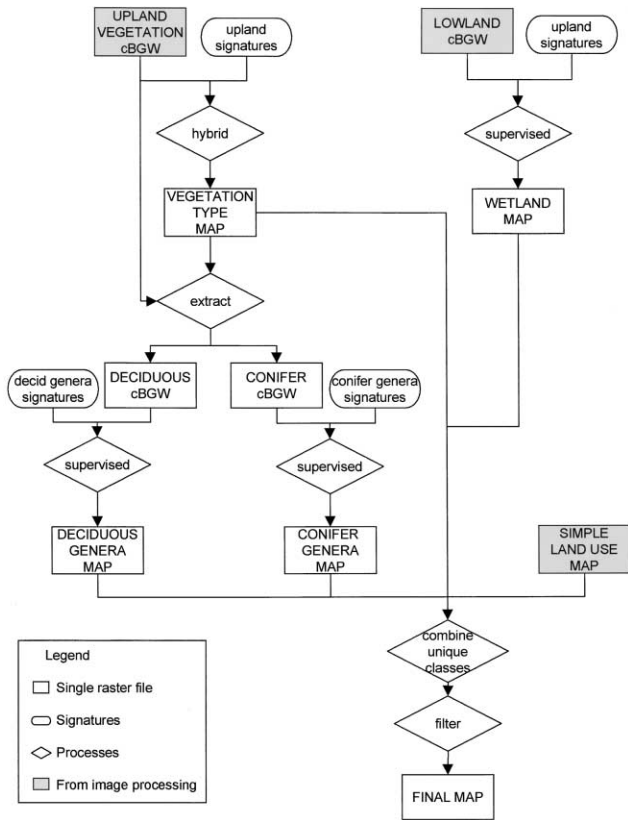 UPLAND
VEGETATION
cBGW
upland
signatures
LOWLAND
cBGW
upland
signatures
hybrid
supervised
VEGETATION
TYPE
MAP
WETLAND
MAP
extract
decid genera
signatures
DECIDUOUS
cBGW
CONIFER
cBGW
conifer genera
signatures
supervised
supervised
DECIDUOUS
GENERA
MAP
CONIFER
GENERA
MAP
SIMPLE
LAND USE
MAP
combine
unique
classes
filter
FINAL MAP
Legend
Single raster file
Signatures
Processes
From image processing